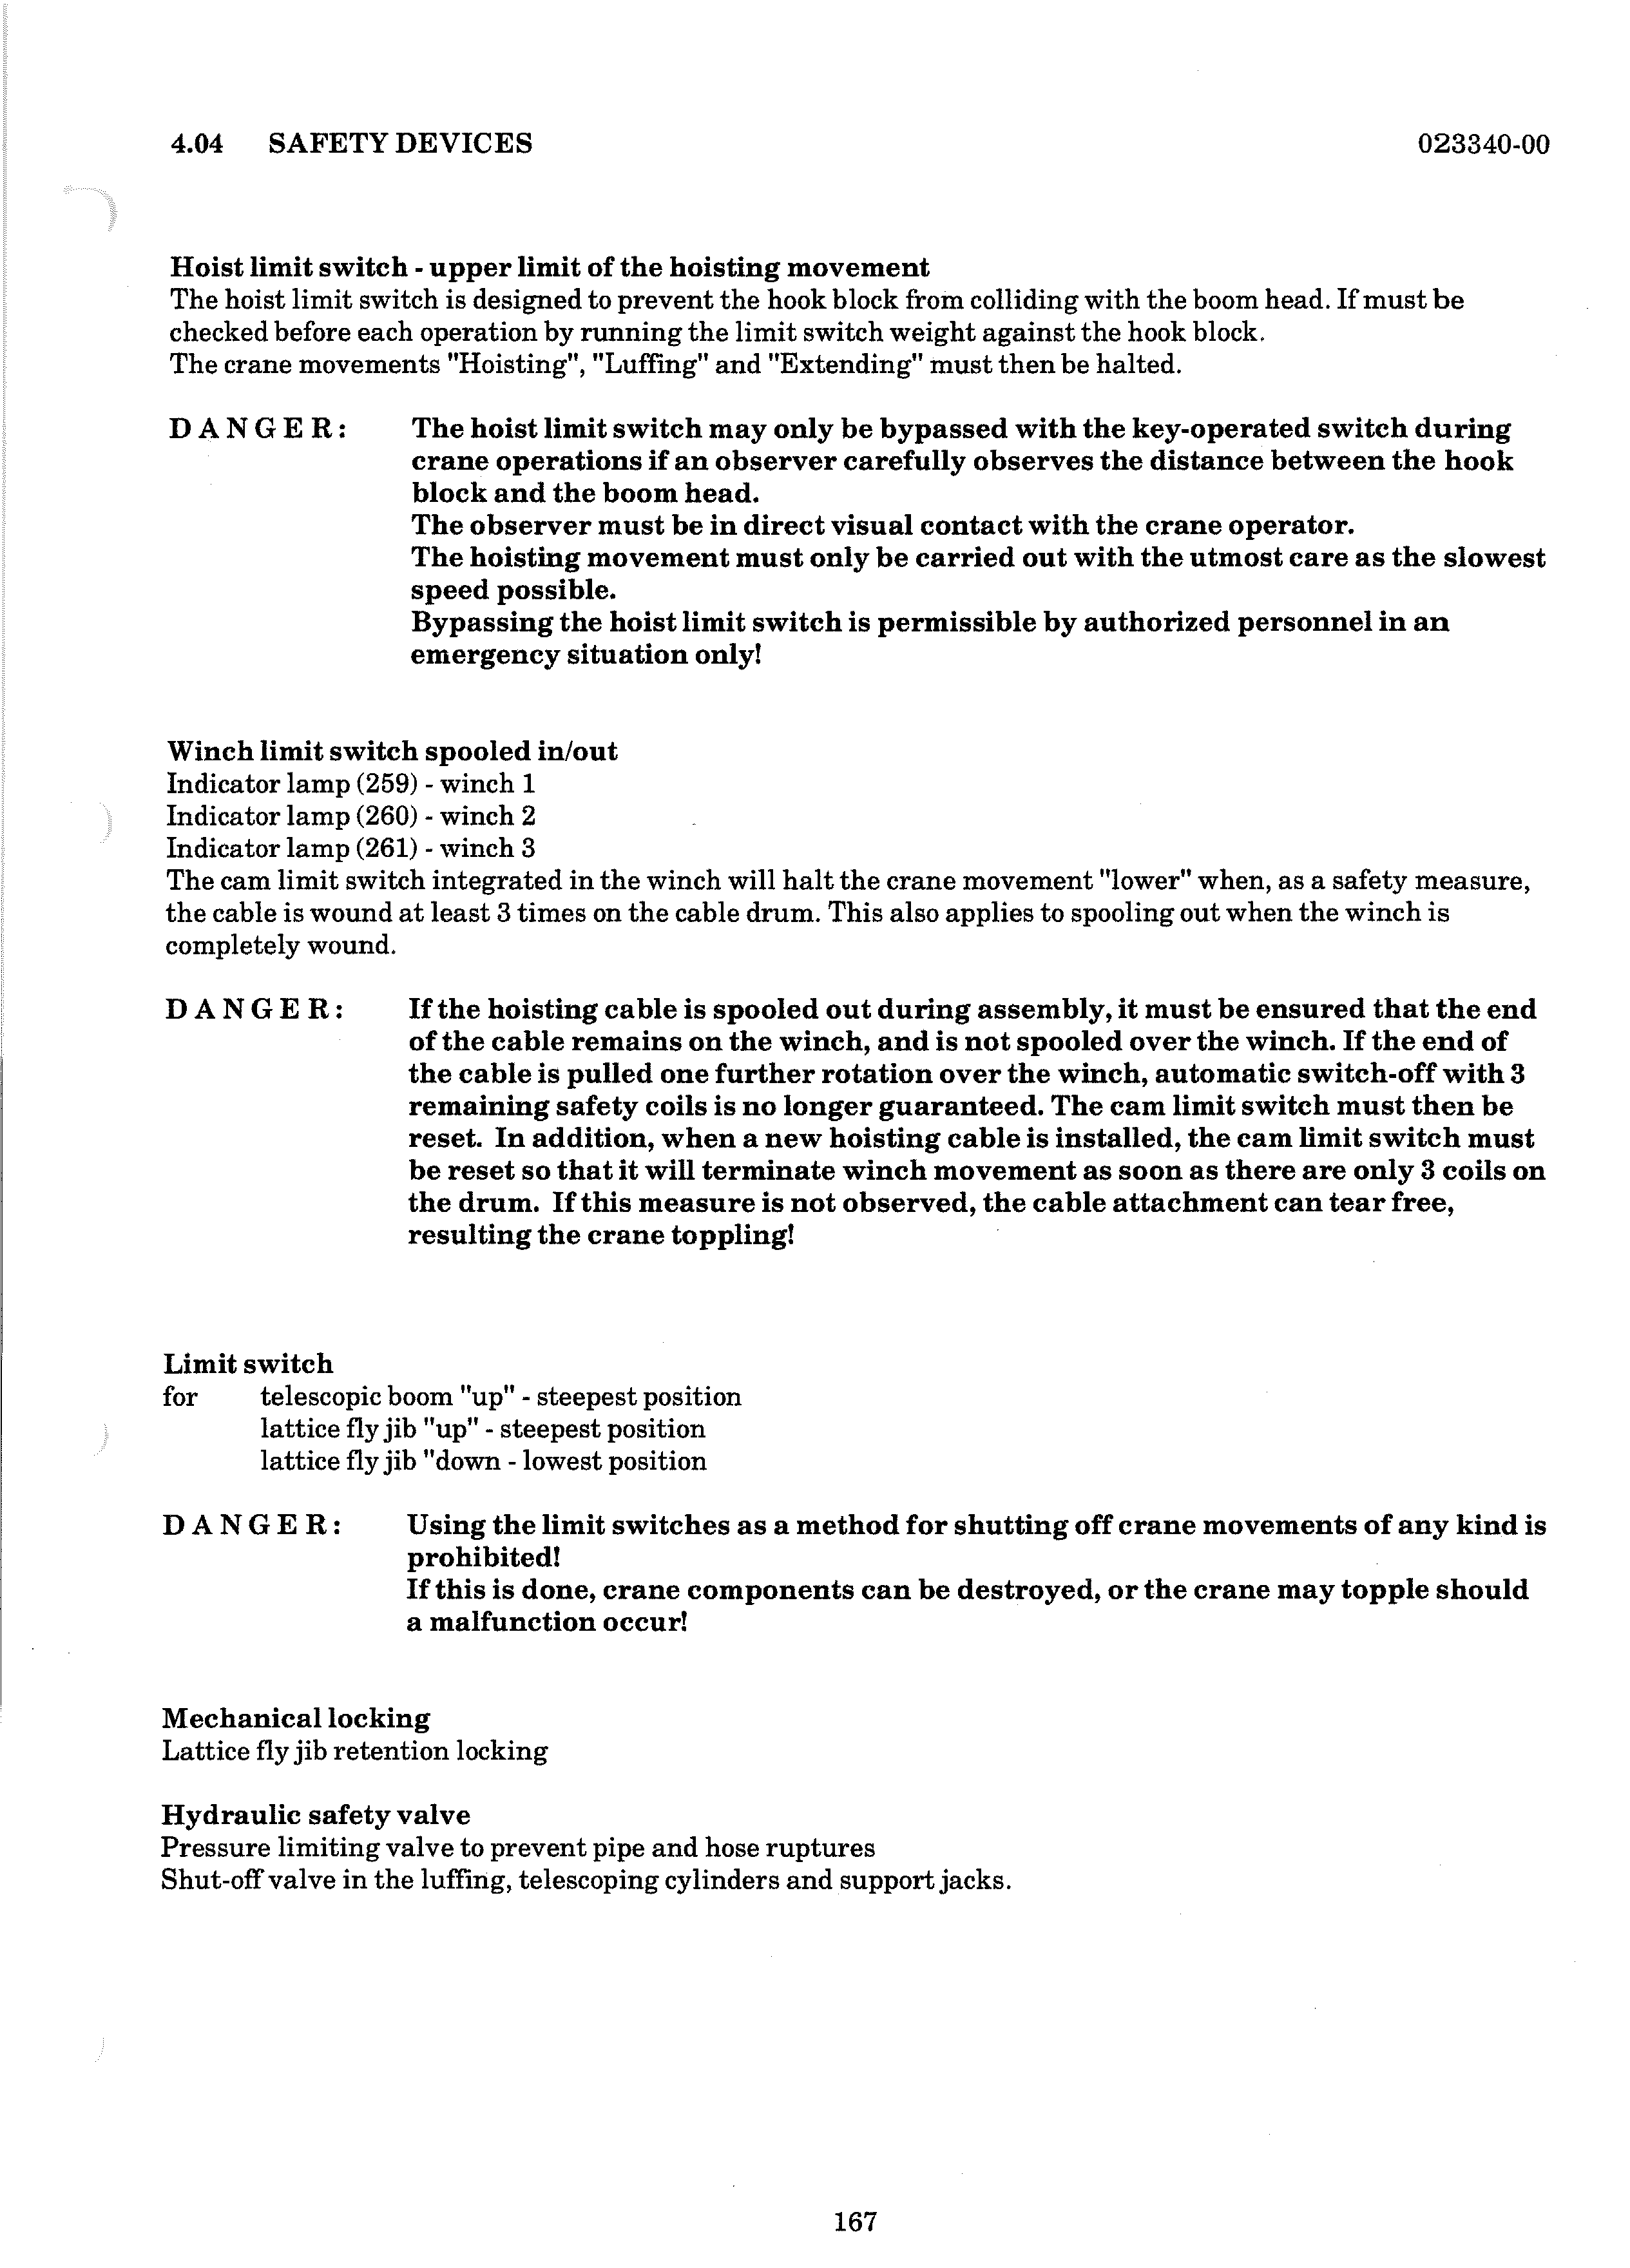 4.04 SAFETY DEVICES 023340-00
Hoist limit switch - upper limit of the hoisting movement
The hoist limit switch is designed to prevent the hook block from colliding with the boom head. If must be
checked before each operation by running the limit switch weight against the hook block.
The crane movements "Hoisting", "Luffing" and "Extending" must then be halted.
D A N G E R : The hoist limit switch may only be bypassed with the key-operated switch during
crane operations if an observer carefully observes the distance between the hook
block and the boom head.
The observer must be in direct visual contact with the crane operator.
The hoisting movement must only be carried out with the utmost care as the slowest
speed possible.
Bypassing the hoist limit switch is permissible by authorized personnel in an
emergency situation only!
Winch limit switch spooled in/out
Indicator lamp (259) - winch 1
Indicator lamp (260) - winch 2
Indicator lamp (261) - winch 3
The cam limit switch integrated in the winch will halt the crane movement "lower" when, as a safety measure,
the cable is wound at least 3 times on the cable drum. This also applies to spooling out when the winch is
completely wound.
D A N G E R : If the hoisting cable is spooled out during assembly, it must be ensured that the end
of the cable remains on the winch, and is not spooled over the winch. If the end of
the cable is pulled one further rotation over the winch, automatic switch-off with 3
remaining safety coils is no longer guaranteed. The cam limit switch must then be
reset. In addition, when a new hoisting cable is installed, the cam limit switch must
be reset so that it will terminate winch movement as soon as there are only 3 coils on
the drum. If this measure is not observed, the cable attachment can tear free,
resulting the crane toppling!
Limit switch
for telescopic boom "up" - steepest position
lattice fly jib "up" - steepest position
lattice fly jib "down - lowest position
D A N G E R : Using the limit switches as a method for shutting off crane movements of any kind is
prohibited!
If this is done, crane components can be destroyed, or the crane may topple should
a malfunction occur!
Mechanical locking
Lattice fly jib retention locking
Hydraulic safety valve
Pressure limiting valve to prevent pipe and hose ruptures
Shut-off valve in the luffing, telescoping cylinders and support jacks.
167